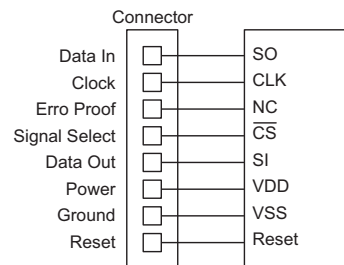 Connector
Data In SO
Clock CLK
Erro Proof NC
Signal Select C̅S̅
Data Out SI
Power VDD
Ground VSS
Reset Reset